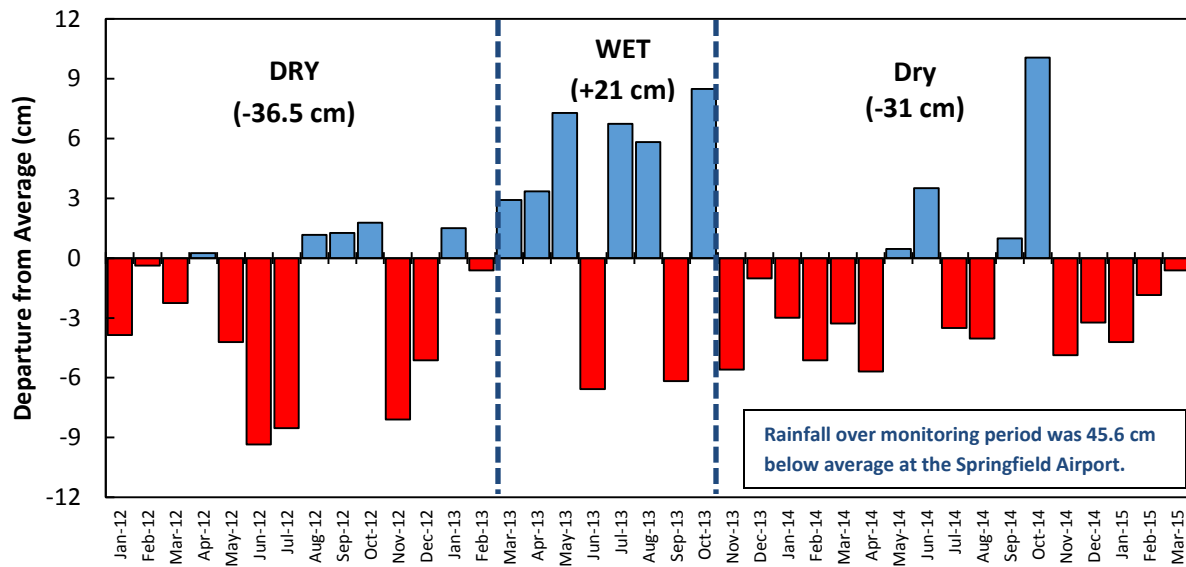 12
9
6
3
0
-3
-6
-9
-12
Departure from Average (cm)
DRY
(-36.5 cm)
WET
(+21 cm)
Dry
(-31 cm)
Rainfall over monitoring period was 45.6 cm
below average at the Springfield Airport.
Jan-12
Feb-12
Mar-12
Apr-12
May-12
Jun-12
Jul-12
Aug-12
Sep-12
Oct-12
Nov-12
Dec-12
Jan-13
Feb-13
Mar-13
Apr-13
May-13
Jun-13
Jul-13
Aug-13
Sep-13
Oct-13
Nov-13
Dec-13
Jan-14
Feb-14
Mar-14
Apr-14
May-14
Jun-14
Jul-14
Aug-14
Sep-14
Oct-14
Nov-14
Dec-14
Jan-15
Feb-15
Mar-15